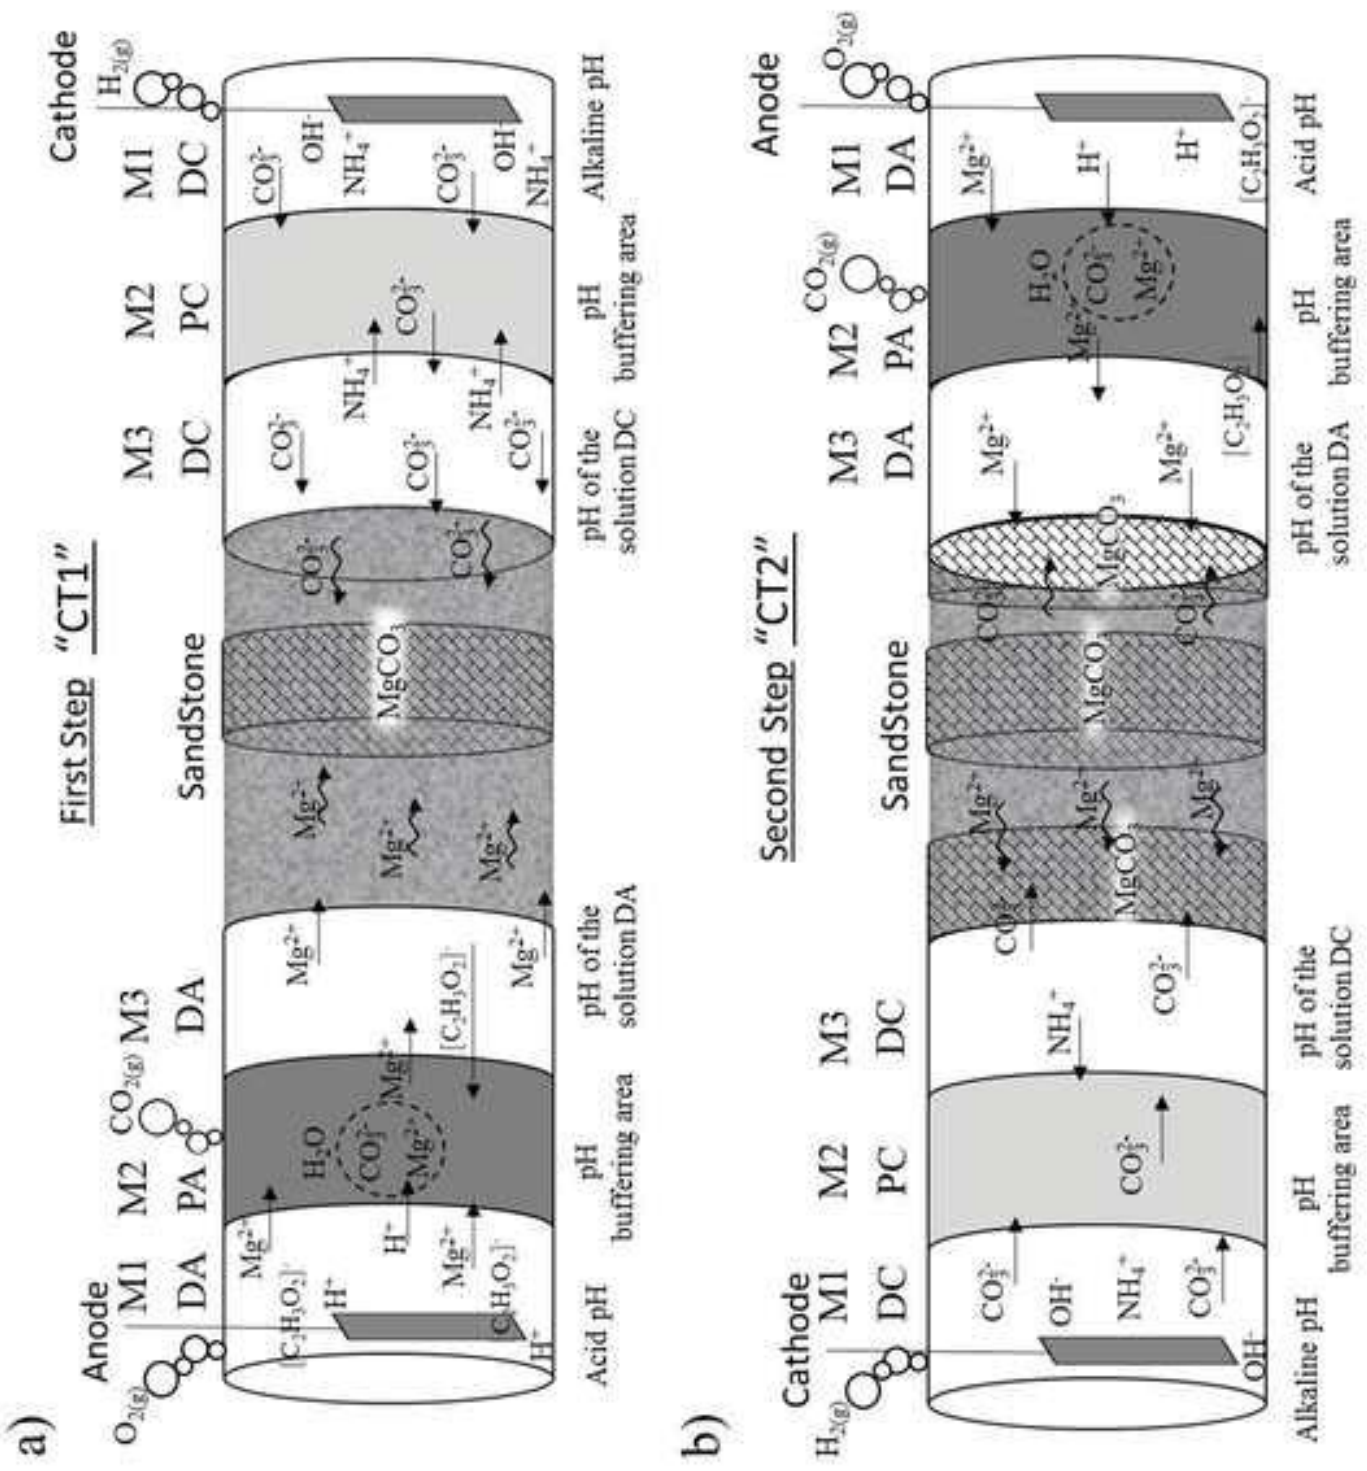 a)
First Step "CT1"
Anode
Cathode
O2(g)
CO2(g)
H2(g)
M1 M2 M3
M3 M2 M1
DA PA DA
SandStone
DC PC DC
[C2H3O2]-
Mg2+
H2O
Mg2+
Mg2+
CO3^2-
CO3^2-
CO3^2-
H+
OH-
CO3^2-
NH4+
NH4+
H+
Mg2+
Mg2+
Mg2+
MgCO3
CO3^2-
CO3^2-
Mg2+
[C2H3O2]-
Mg2+
CO3^2-
NH4+
CO3^2-
C2H3O2]-
H+
Mg2+
CO3^2-
OH-
NH4+
Acid pH
pH
buffering area
pH of the
solution DA
pH of the
solution DC
pH
buffering area
Alkaline pH
b)
Second Step "CT2"
Cathode
Anode
H2(g)
CO2(g)
O2(g)
M1 M2 M3
M3 M2 M1
DC PC DC
SandStone
DA PA DA
CO3^2-
CO3
Mg2+
CO3
Mg2+
Mg2+
OH-
NH4+
H2O
NH4+
MgCO3
Mg2+
MgCO
MgCO3
Mg2+
CO3^2-
H+
CO3^2-
CO3^2-
Mg2+
H+
CO3^2-
Mg2+
CO3
Mg2+
OH-
[C2H3O2]
[C2H3O2]-
Alkaline pH
pH
buffering area
pH of the
solution DC
pH of the
solution DA
pH
buffering area
Acid pH